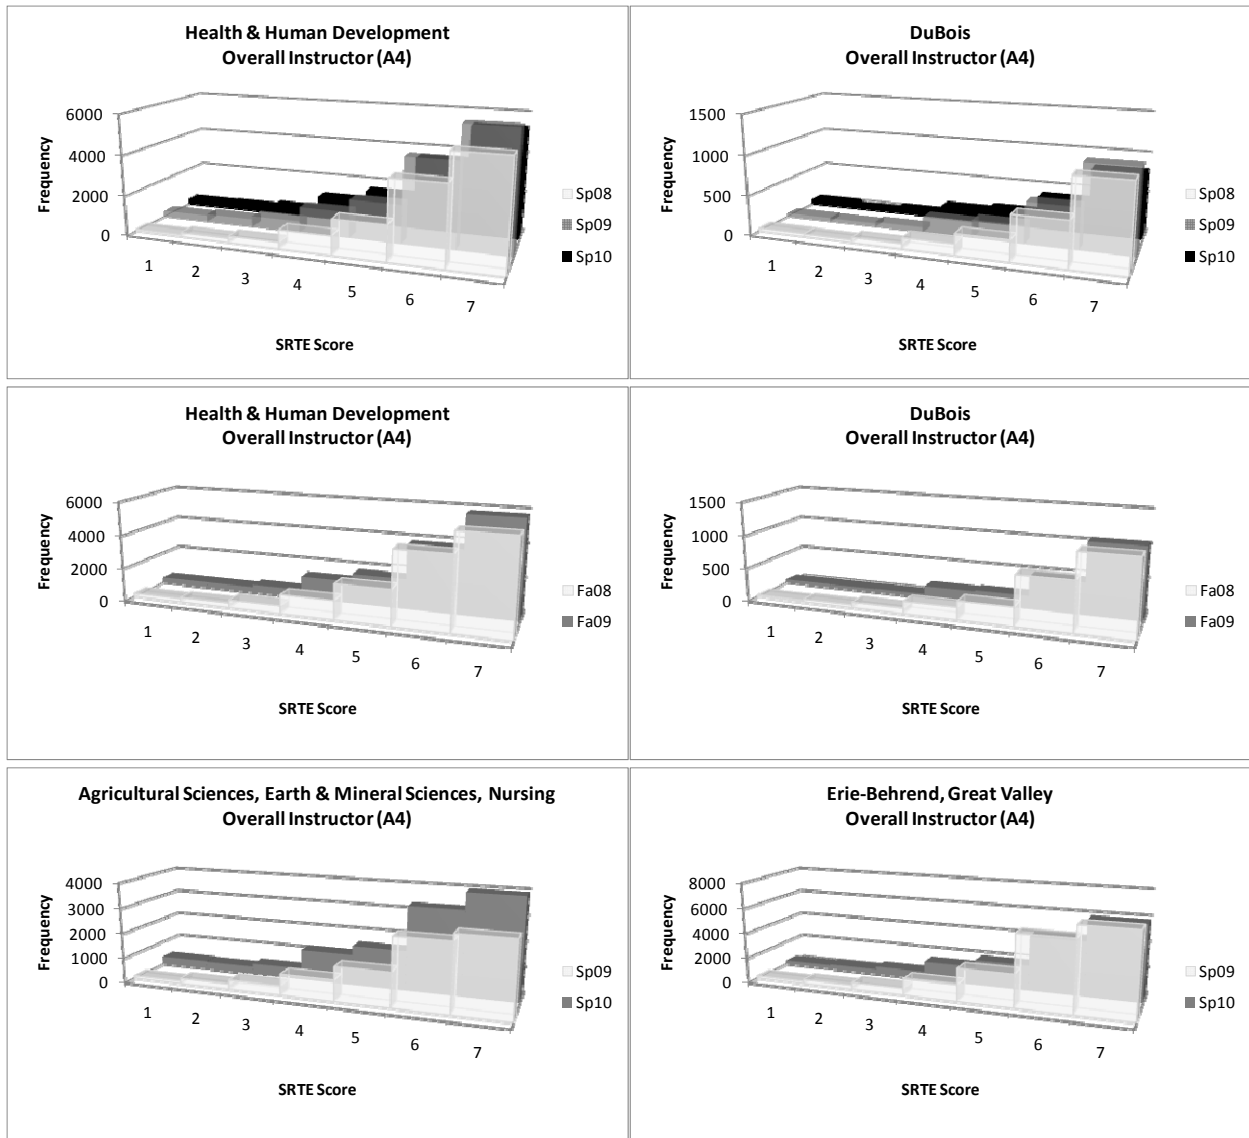 Health & Human Development
Overall Instructor (A4)
6000
4000
2000
0
Frequency
1 2 3 4 5 6 7
SRTE Score
Sp08
Sp09
Sp10
DuBois
Overall Instructor (A4)
1500
1000
500
0
Frequency
1 2 3 4 5 6 7
SRTE Score
Sp08
Sp09
Sp10
Health & Human Development
Overall Instructor (A4)
6000
4000
2000
0
Frequency
1 2 3 4 5 6 7
SRTE Score
Fa08
Fa09
DuBois
Overall Instructor (A4)
1500
1000
500
0
Frequency
1 2 3 4 5 6 7
SRTE Score
Fa08
Fa09
Agricultural Sciences, Earth & Mineral Sciences, Nursing
Overall Instructor (A4)
4000
3000
2000
1000
0
Frequency
1 2 3 4 5 6 7
SRTE Score
Sp09
Sp10
Erie-Behrend, Great Valley
Overall Instructor (A4)
8000
6000
4000
2000
0
Frequency
1 2 3 4 5 6 7
SRTE Score
Sp09
Sp10